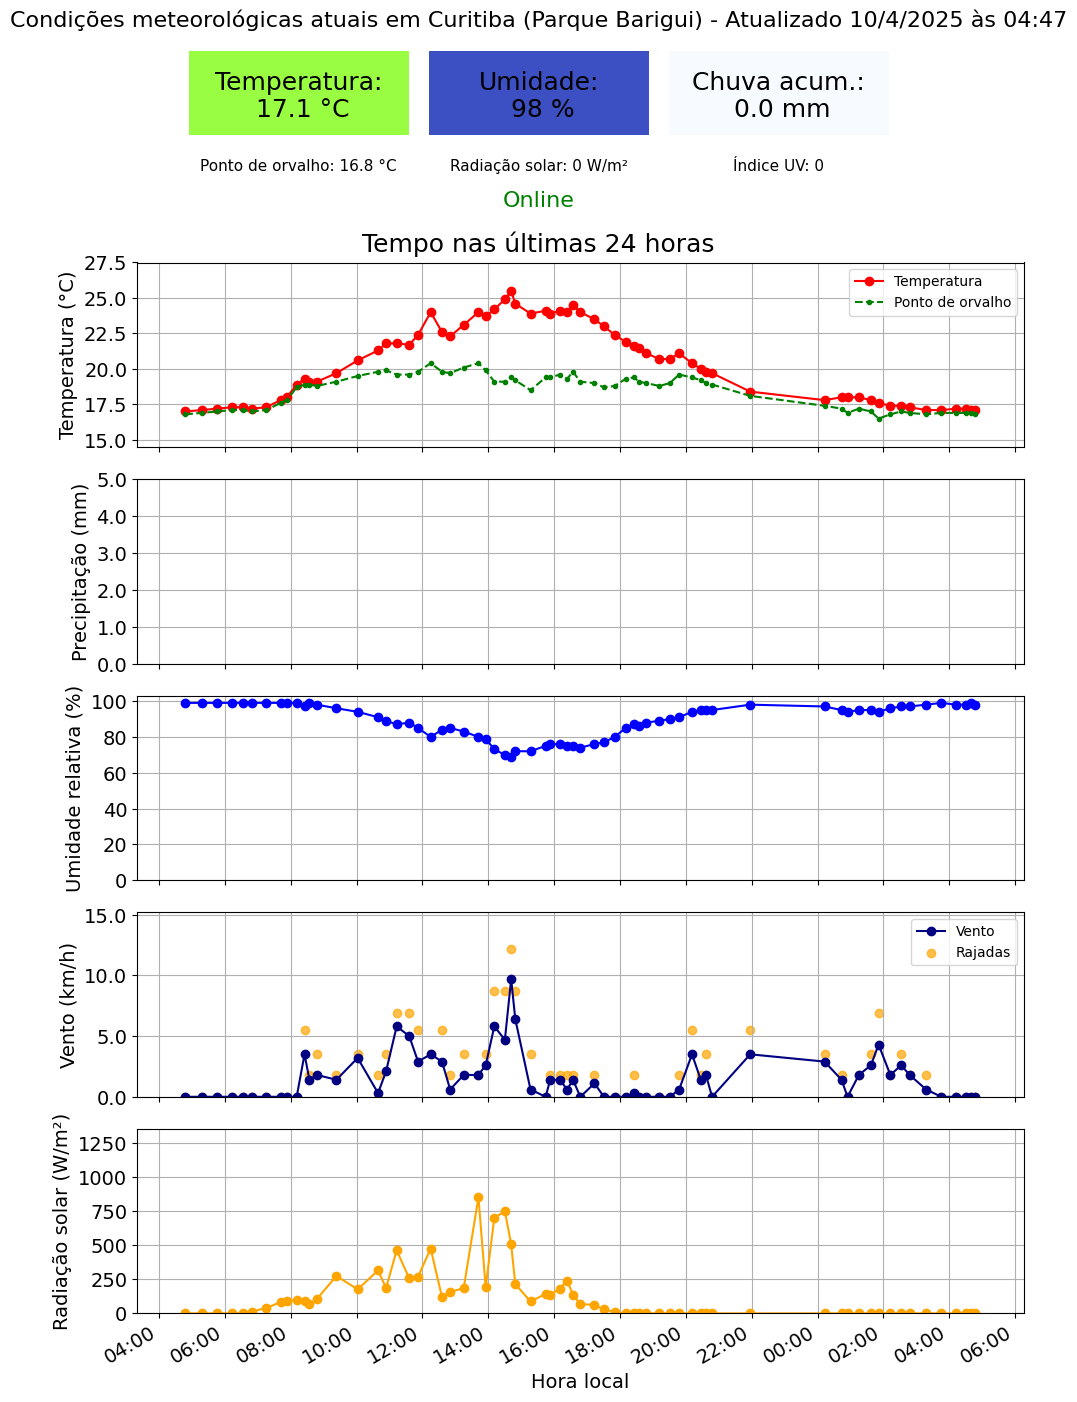 Condições meteorológicas atuais em Curitiba (Parque Barigui) - Atualizado 10/4/2025 às 04:47
Temperatura:
17.1 °C
Umidade:
98 %
Chuva acum.:
0.0 mm
Ponto de orvalho: 16.8 °C
Radiação solar: 0 W/m²
Índice UV: 0
Online
Tempo nas últimas 24 horas
Temperatura (°C)
27.5
25.0
22.5
20.0
17.5
15.0
Temperatura
Ponto de orvalho
Precipitação (mm)
5.0
4.0
3.0
2.0
1.0
0.0
Umidade relativa (%)
100
80
60
40
20
0
Vento (km/h)
15.0
10.0
5.0
0.0
Vento
Rajadas
Radiação solar (W/m²)
1250
1000
750
500
250
0
04:00 06:00 08:00 10:00 12:00 14:00 16:00 18:00 20:00 22:00 00:00 02:00 04:00 06:00
Hora local